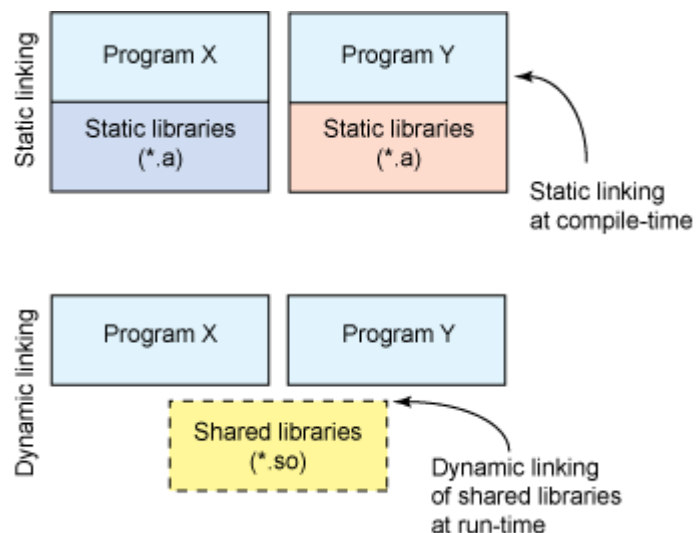 Static linking
Program X
Static libraries
(*.a)
Program Y
Static libraries
(*.a)
Static linking
at compile-time
Dynamic linking
Program X
Program Y
Shared libraries
(*.so)
Dynamic linking
of shared libraries
at run-time